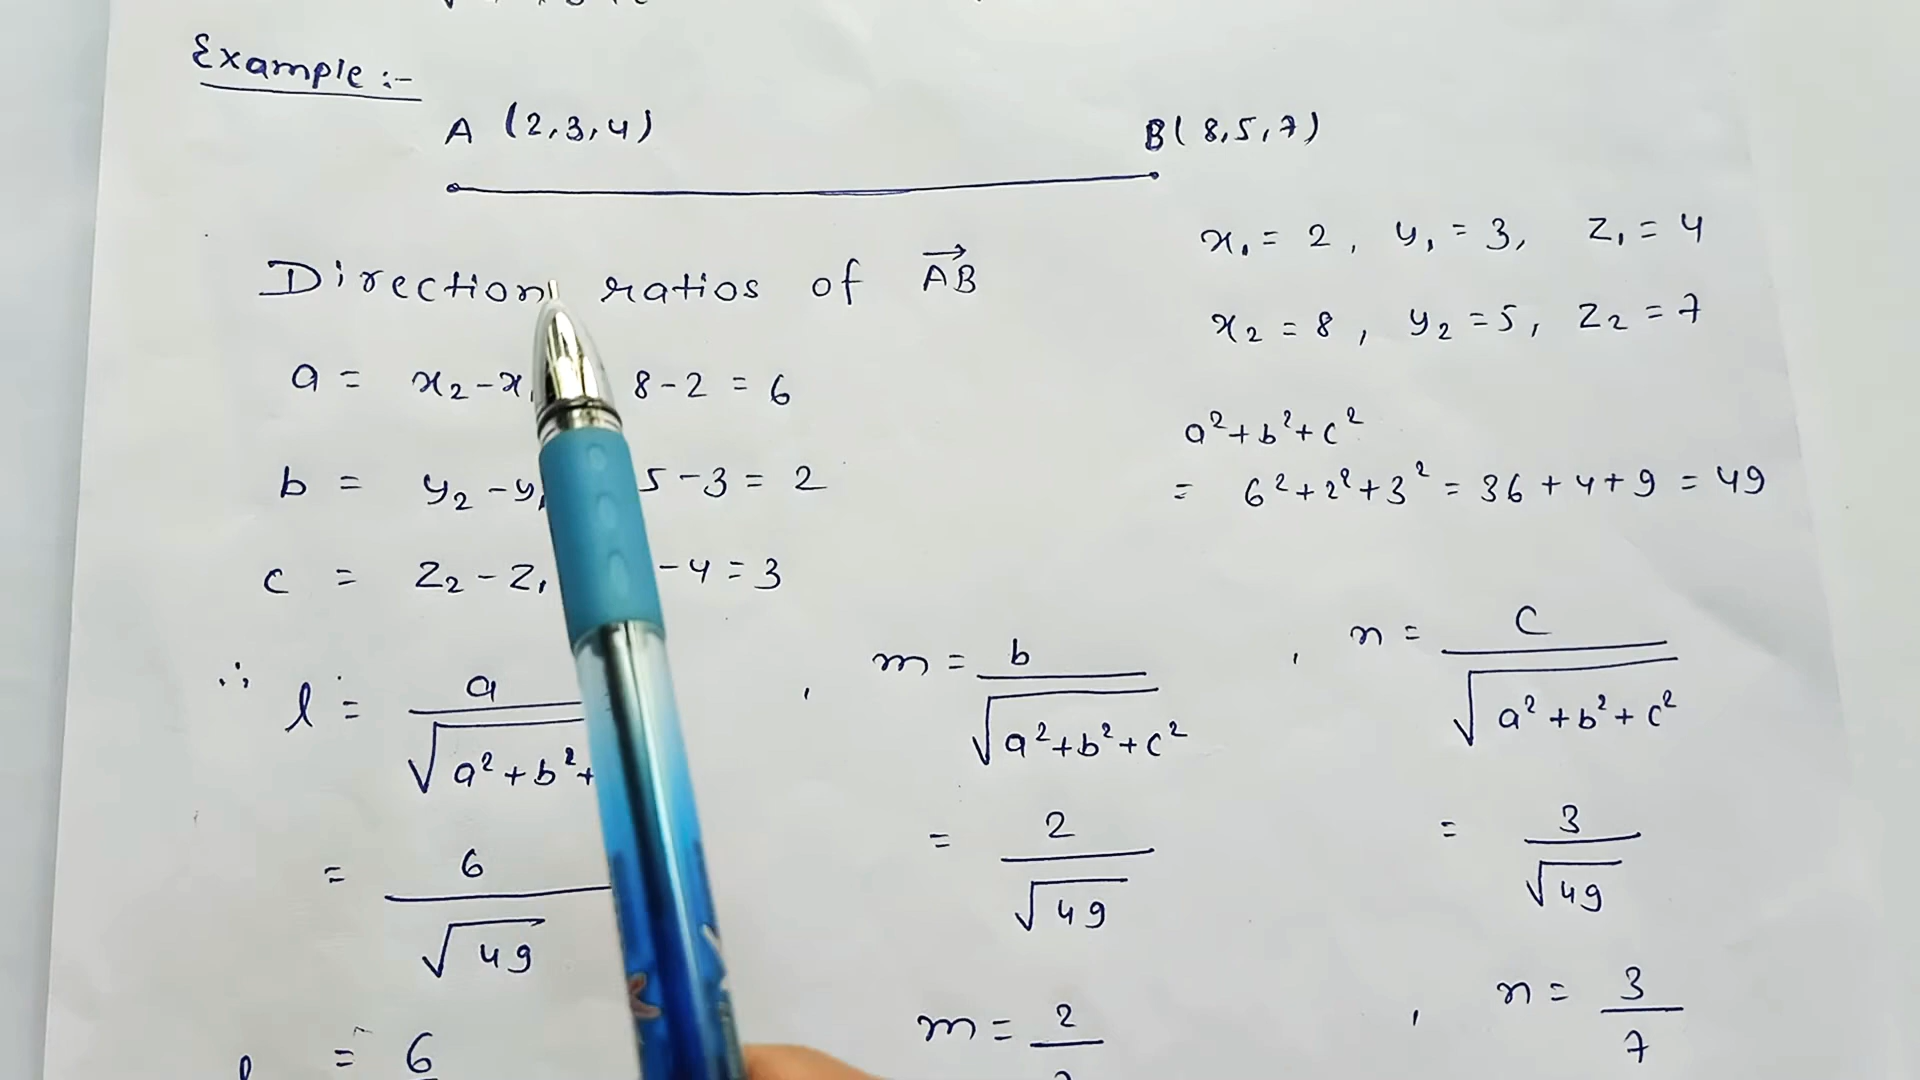 Example :-
A (2,3,4) B( 8,5,7)
x₁ = 2 , y₁ = 3, z₁ = 4
Direction ratios of AB→
x₂ = 8 , y₂ = 5, z₂ = 7
a = x₂ - x₁ 8 - 2 = 6
a² + b² + c²
b = y₂ - y₁ 5 - 3 = 2
= 6² + 2² + 3² = 36 + 4 + 9 = 49
c = z₂ - z₁ - 4 = 3
∴ l = a / √a² + b² + , m = b / √a² + b² + c² , n = c / √a² + b² + c²
= 6 / √49 = 2 / √49 = 3 / √49
= 6 m = 2 , n = 3 / 7